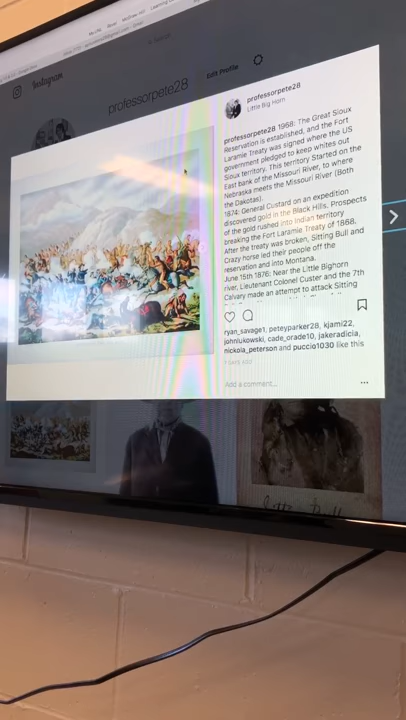 Instagram
professorpete28
Edit Profile
professorpete28
Little Big Horn
professorpete28 1968: The Great Sioux
Reservation is established, and the Fort
Laramie Treaty was signed where the US
government pledged to keep whites out
Sioux territory. This territory Started on the
East bank of the Missouri River, to where
Nebraska meets the Missouri River (Both
the Dakotas).
1874: General Custard on an expedition
discovered gold in the Black Hills. Prospects
of the gold rushed into Indian territory
breaking the Fort Laramie Treaty of 1868.
After the treaty was broken, Sitting Bull and
Crazy horse led their people off the
reservation and into Montana.
June 15th 1876: Near the Little Bighorn
river, Lieutenant Colonel Custer and the 7th
Calvary made an attempt to attack Sitting
ryan_savage1, peteyparker28, kjami22,
johniukowski, cade_orade10, jakeradicia,
nickola_peterson and puccio1030 like this
7 DAYS AGO
Add a comment...